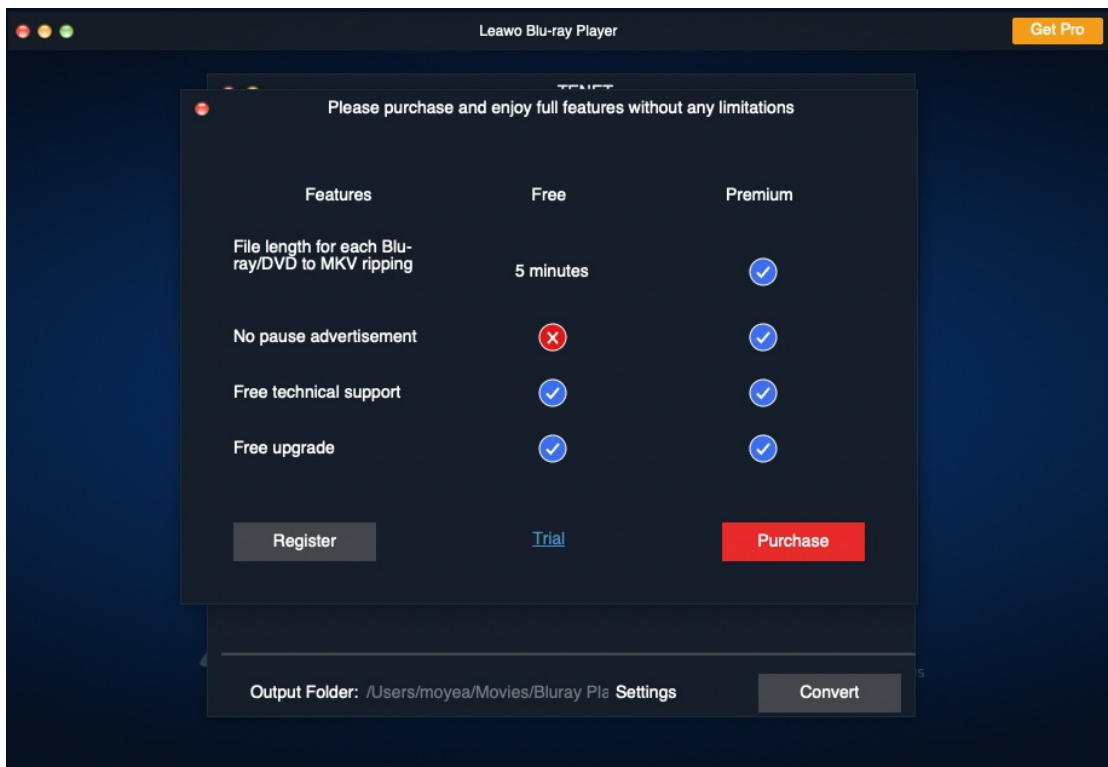 Leawo Blu-ray Player
Get Pro
TENET
Please purchase and enjoy full features without any limitations
Features Free Premium
File length for each Blu-
ray/DVD to MKV ripping
5 minutes
No pause advertisement
Free technical support
Free upgrade
Register Trial Purchase
Output Folder: /Users/moyea/Movies/Bluray Pla Settings Convert